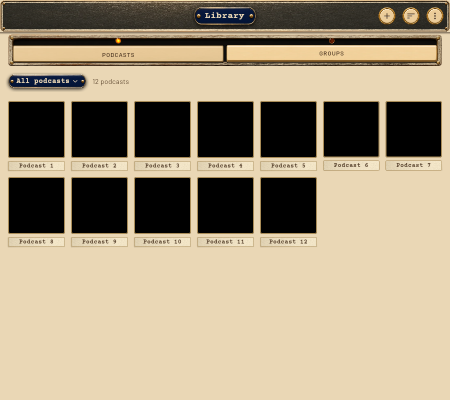 Library
PODCASTS
GROUPS
All podcasts
12 podcasts
Podcast 1
Podcast 2
Podcast 3
Podcast 4
Podcast 5
Podcast 6
Podcast 7
Podcast 8
Podcast 9
Podcast 10
Podcast 11
Podcast 12